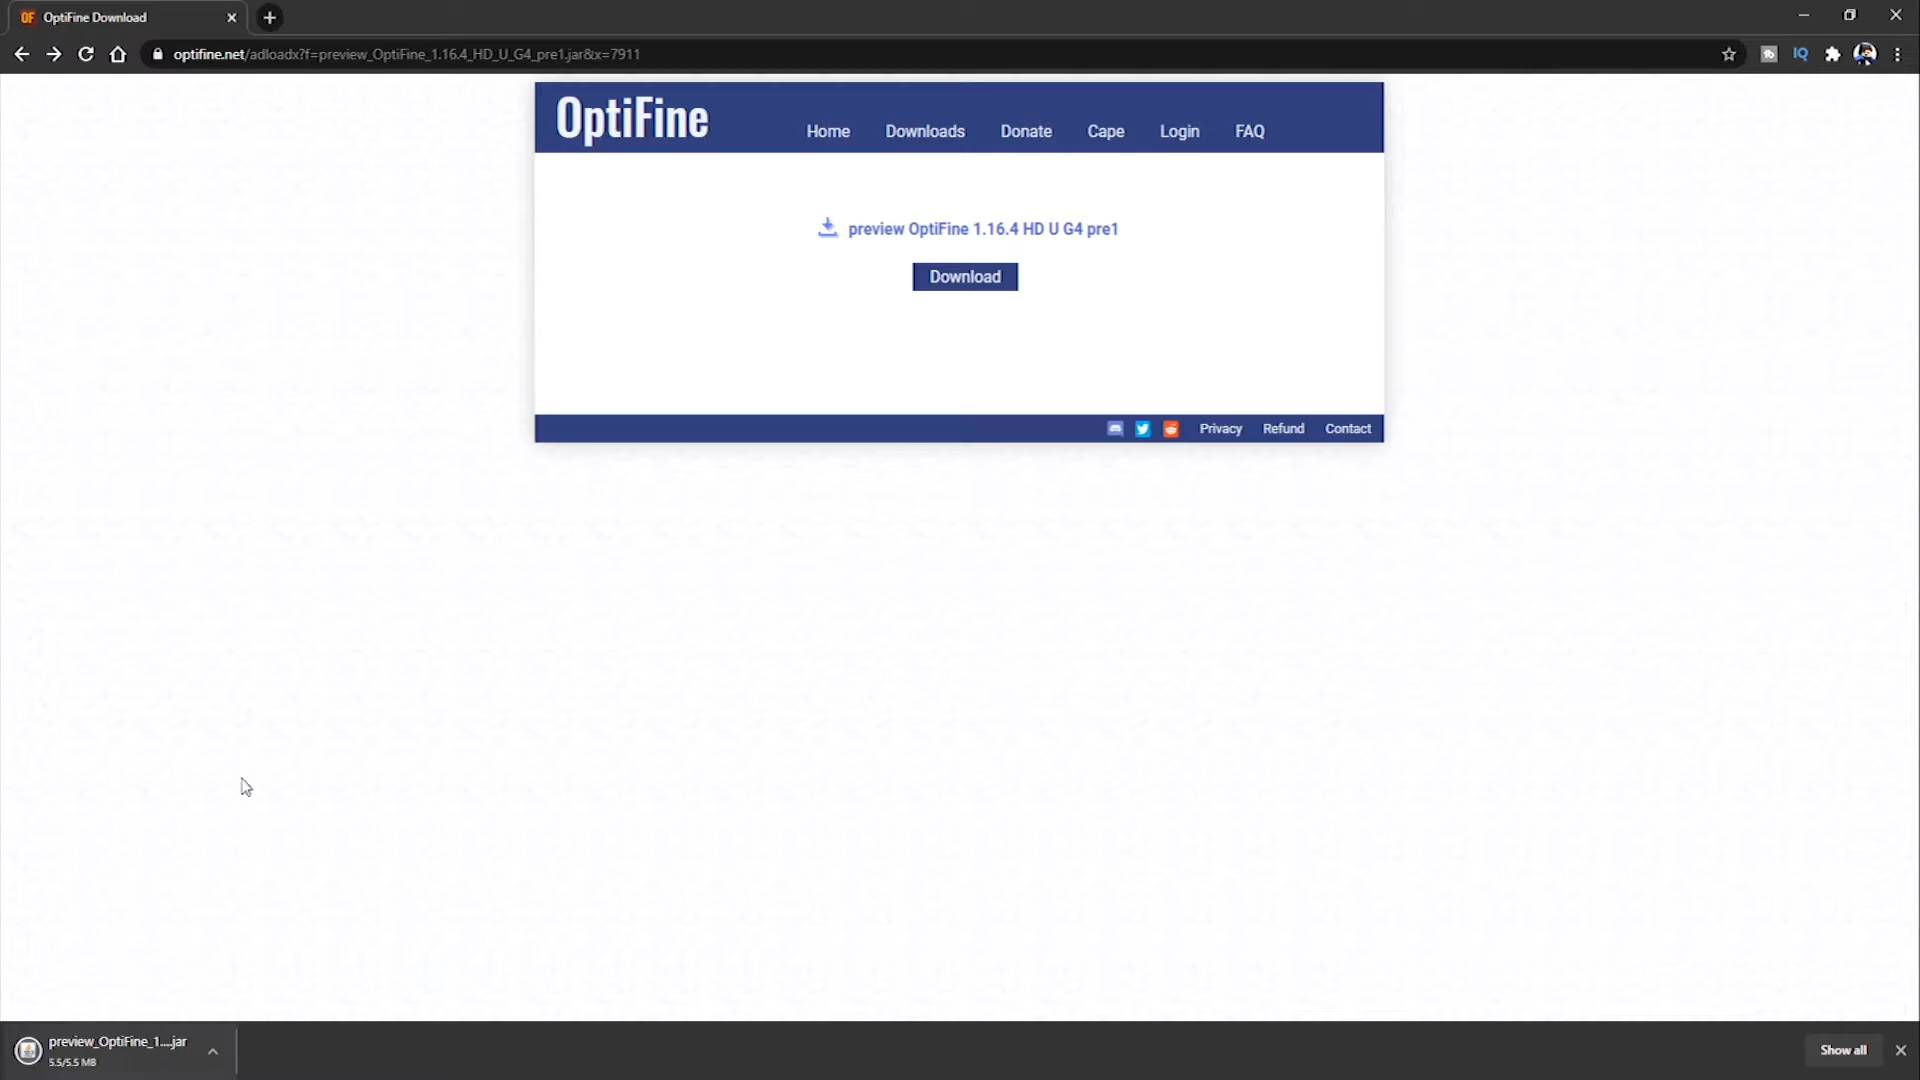 OF OptiFine Download
optifine.net/adloadx?f=preview_OptiFine_1.16.4_HD_U_G4_pre1.jar&x=7911
IQ
OptiFine
Home Downloads Donate Cape Login FAQ
preview OptiFine 1.16.4 HD U G4 pre1
Download
Privacy Refund Contact
preview_OptiFine_1....jar
5.5/5.5 MB
Show all